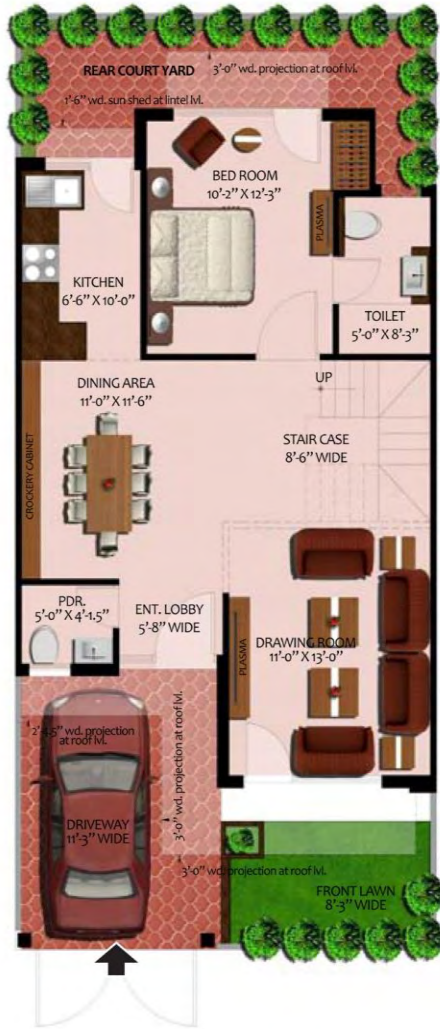 REAR COURT YARD
3'-0" wd. projection at roof lvl.
1'-6" wd. sun shed at lintel lvl.
BED ROOM
10'-2" X 12'-3"
PLASMA
KITCHEN
6'-6" X 10'-0"
TOILET
5'-0" X 8'-3"
DINING AREA
11'-0" X 11'-6"
UP
CROCKERY CABINET
STAIR CASE
8'-6" WIDE
PDR.
5'-0" X 4'-1.5"
ENT. LOBBY
5'-8" WIDE
PLASMA
DRAWING ROOM
11'-0" X 13'-0"
wd. projection
at roof lvl.
3'-0" wd. projection at roof lvl.
DRIVEWAY
11'-3" WIDE
3'-0" wd. projection at roof lvl.
FRONT LAWN
8'-3" WIDE